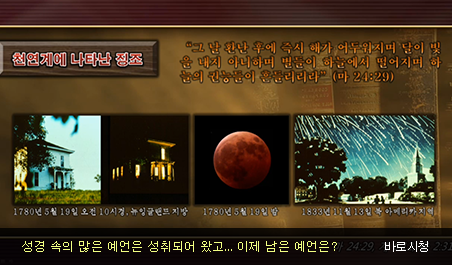 천연계에 나타난 징조
“그 날 환난 후에 즉시 해가 어두워지며 달이 빛
을 내지 아니하며 별들이 하늘에서 떨어지며 하
늘의 권능들이 흔들리리라” (마 24:29)
1780년 5월 19일 오전 10시경, 뉴잉글랜드 지방
1780년 5월 19일 밤
1833년 11월 13일 북 아메리카 지역
성경 속의 많은 예언은 성취되어 왔고... 이제 남은 예언은?
바로시청